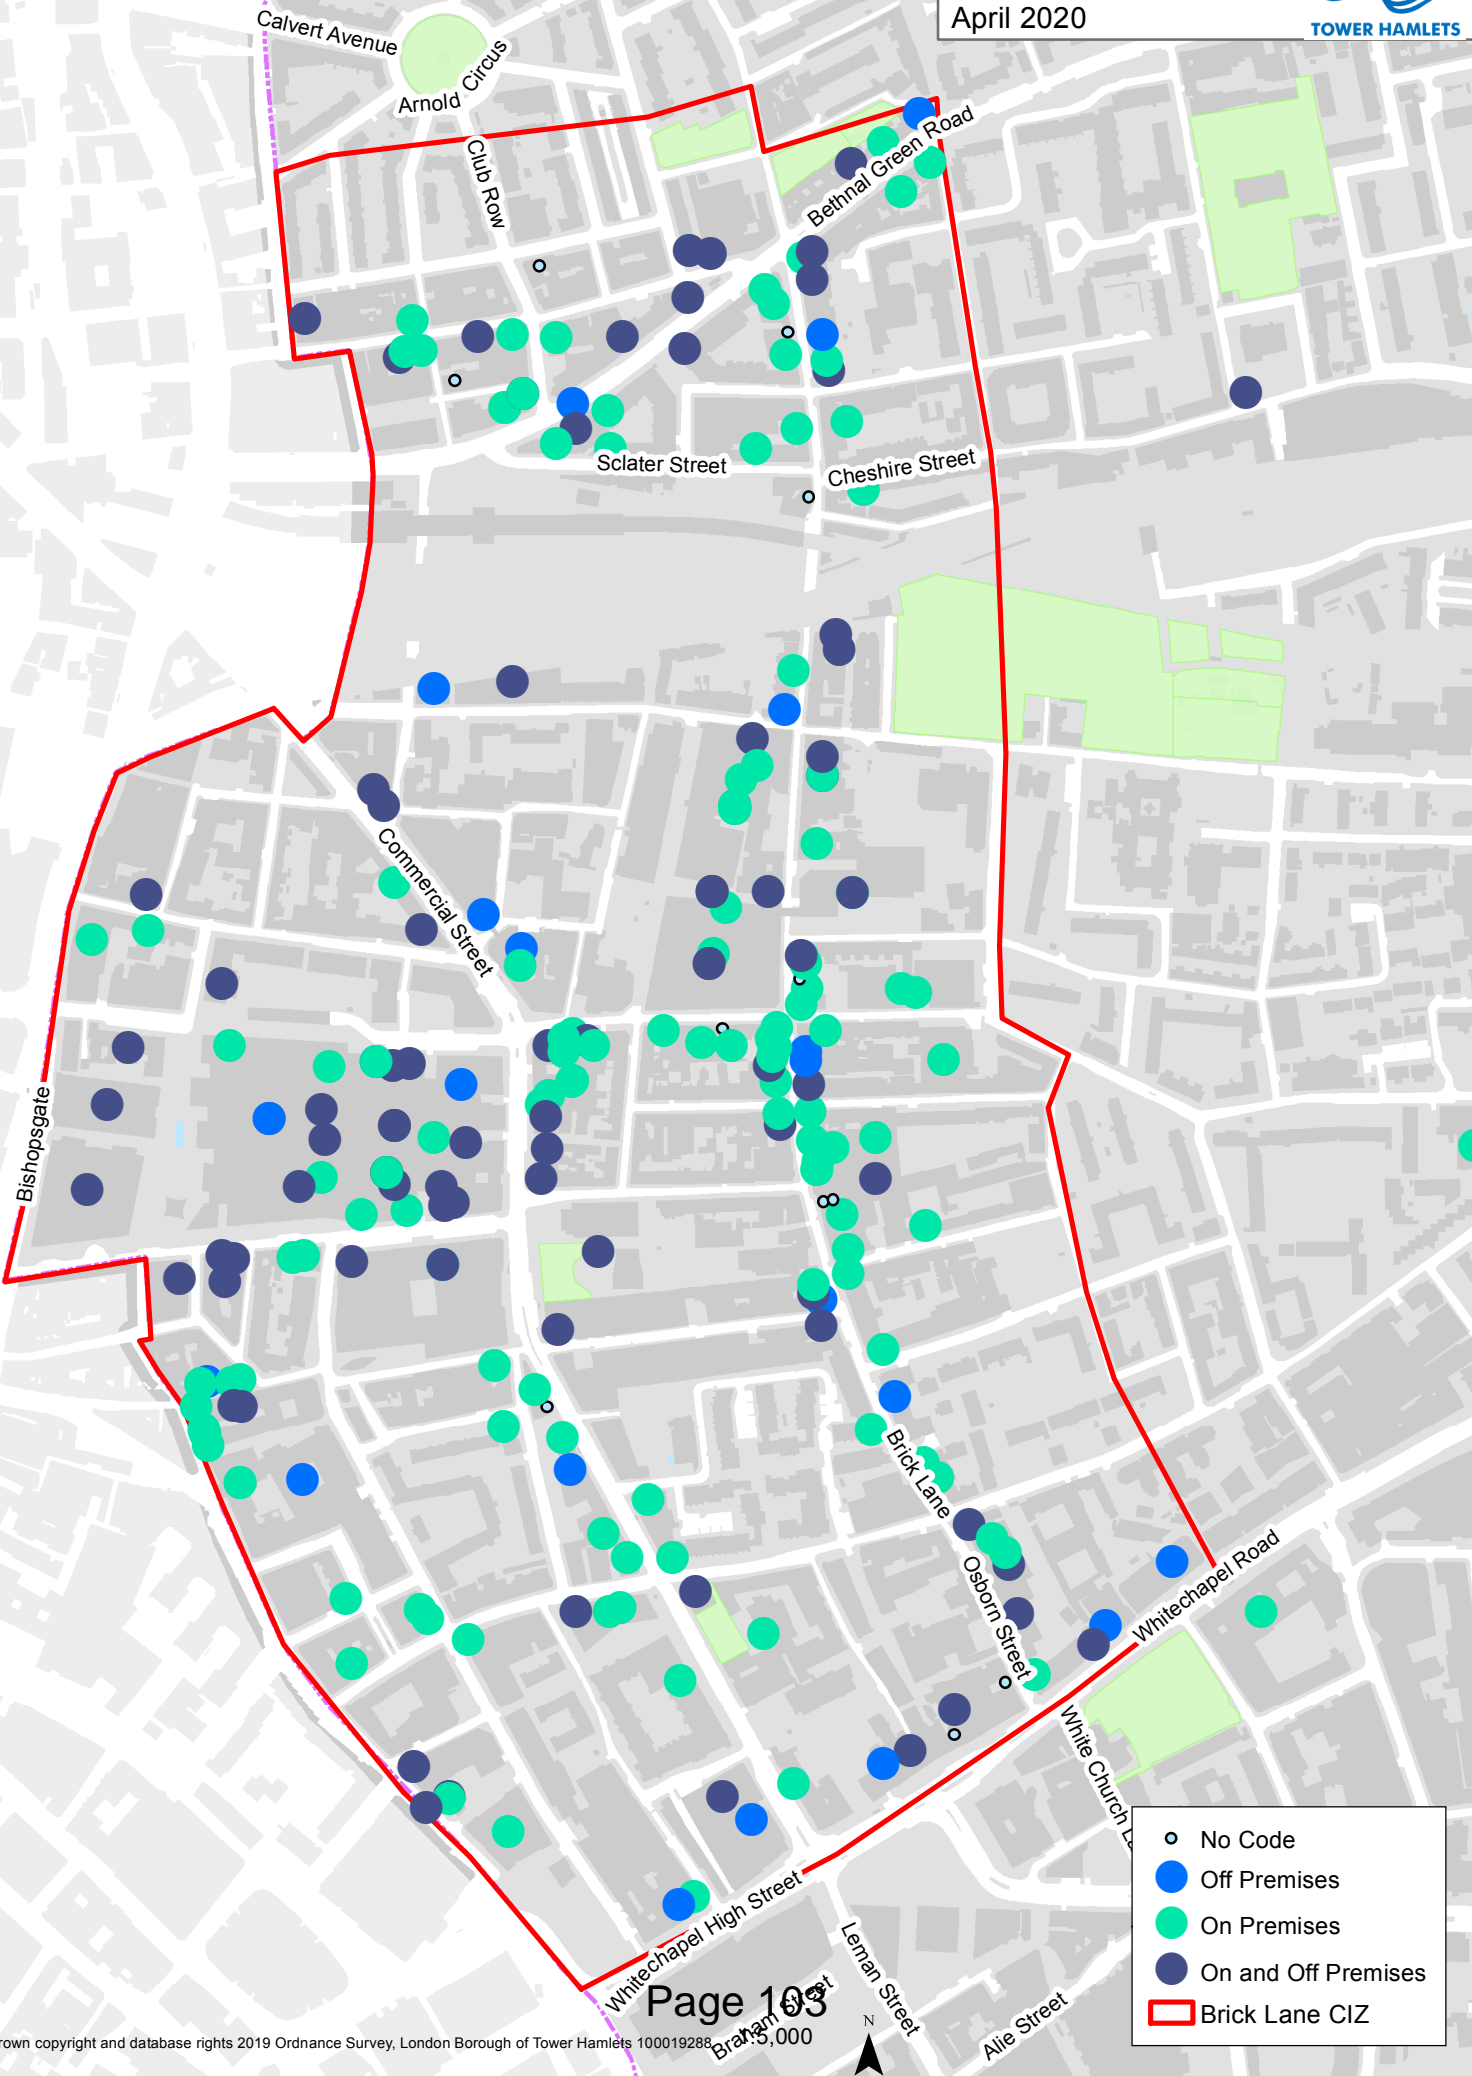 April 2020
TOWER HAMLETS
Calvert Avenue
Arnold Circus
Club Row
Bethnal Green Road
Sclater Street
Cheshire Street
Commercial Street
Bishopsgate
Brick Lane
Osborn Street
Whitechapel Road
White Church
Whitechapel High Street
Leman Street
Braham Street
Alie Street
No Code
Off Premises
On Premises
On and Off Premises
Brick Lane CIZ
Page 103
1:5,000
N
rown copyright and database rights 2019 Ordnance Survey, London Borough of Tower Hamlets 100019288